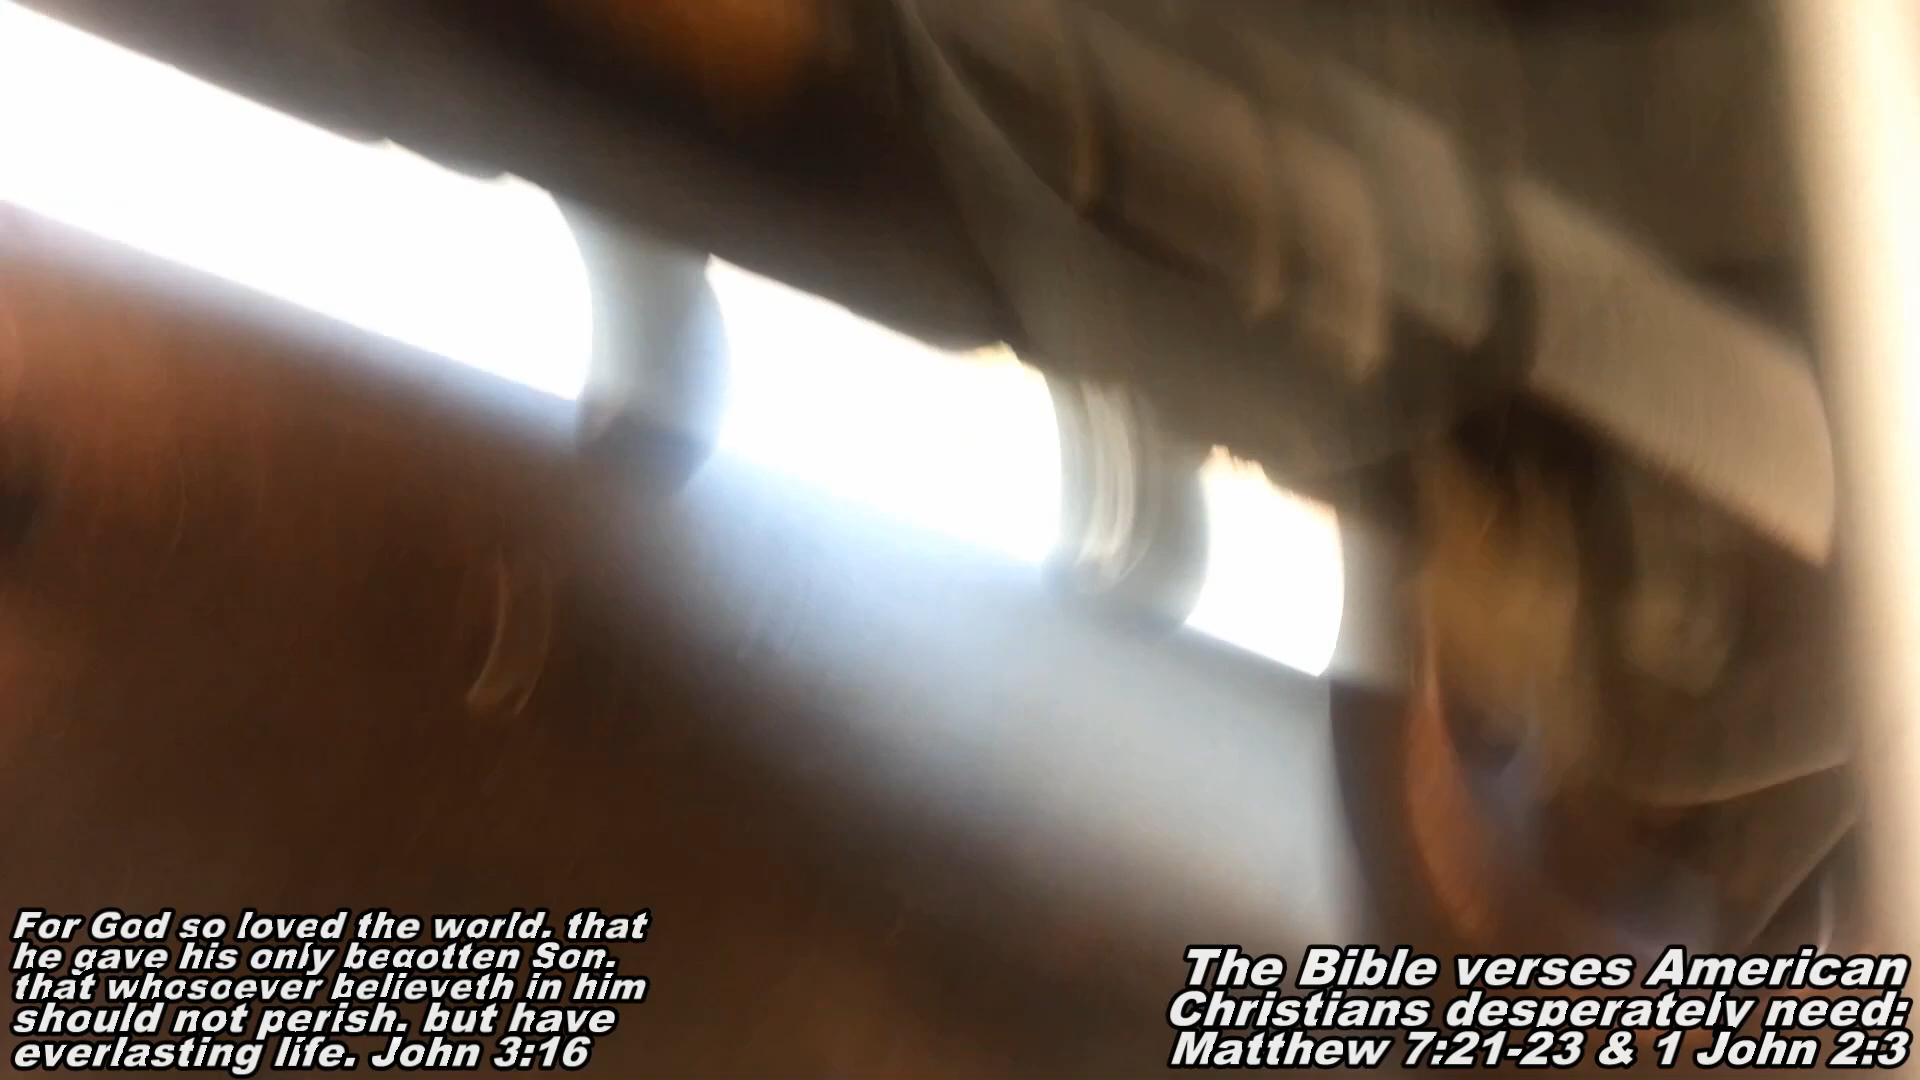 For God so loved the world, that
he gave his only begotten Son,
that whosoever believeth in him
should not perish, but have
everlasting life. John 3:16
The Bible verses American
Christians desperately need:
Matthew 7:21-23 & 1 John 2:3